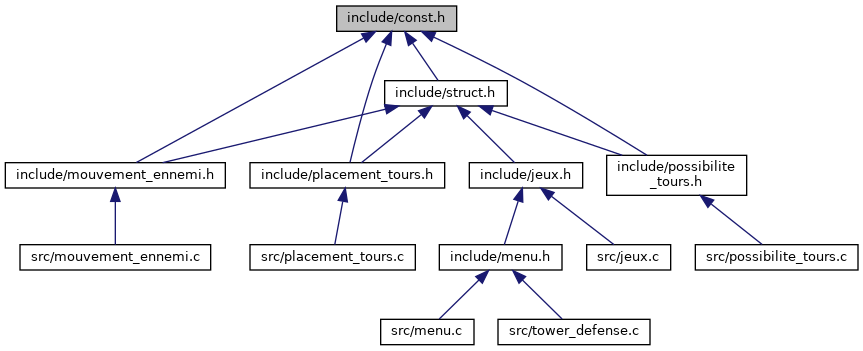 include/const.h
include/struct.h
include/mouvement_ennemi.h
include/placement_tours.h
include/jeux.h
include/possibilite
_tours.h
src/mouvement_ennemi.c
src/placement_tours.c
include/menu.h
src/jeux.c
src/possibilite_tours.c
src/menu.c
src/tower_defense.c